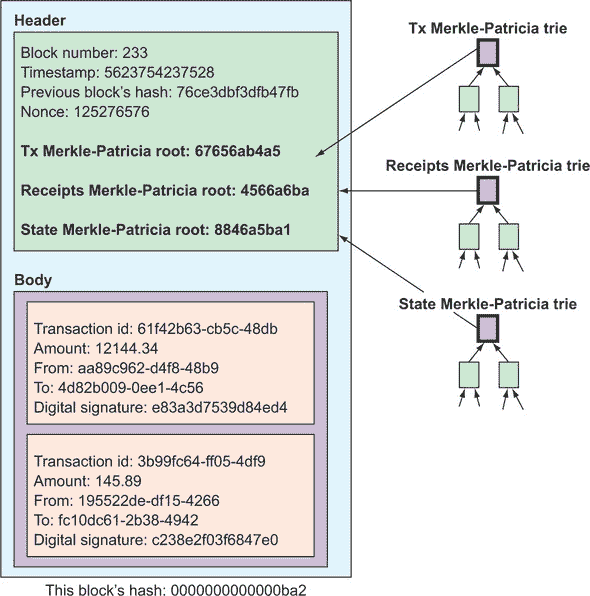 Header
Block number: 233
Timestamp: 5623754237528
Previous block's hash: 76ce3dbf3dfb47fb
Nonce: 125276576
Tx Merkle-Patricia root: 67656ab4a5
Receipts Merkle-Patricia root: 4566a6ba
State Merkle-Patricia root: 8846a5ba1
Body
Transaction id: 61f42b63-cb5c-48db
Amount: 12144.34
From: aa89c962-d4f8-48b9
To: 4d82b009-0ee1-4c56
Digital signature: e83a3d7539d84ed4
Transaction id: 3b99fc64-ff05-4df9
Amount: 145.89
From: 195522de-df15-4266
To: fc10dc61-2b38-4942
Digital signature: c238e2f03f6847e0
This block's hash: 0000000000000ba2
Tx Merkle-Patricia trie
Receipts Merkle-Patricia trie
State Merkle-Patricia trie